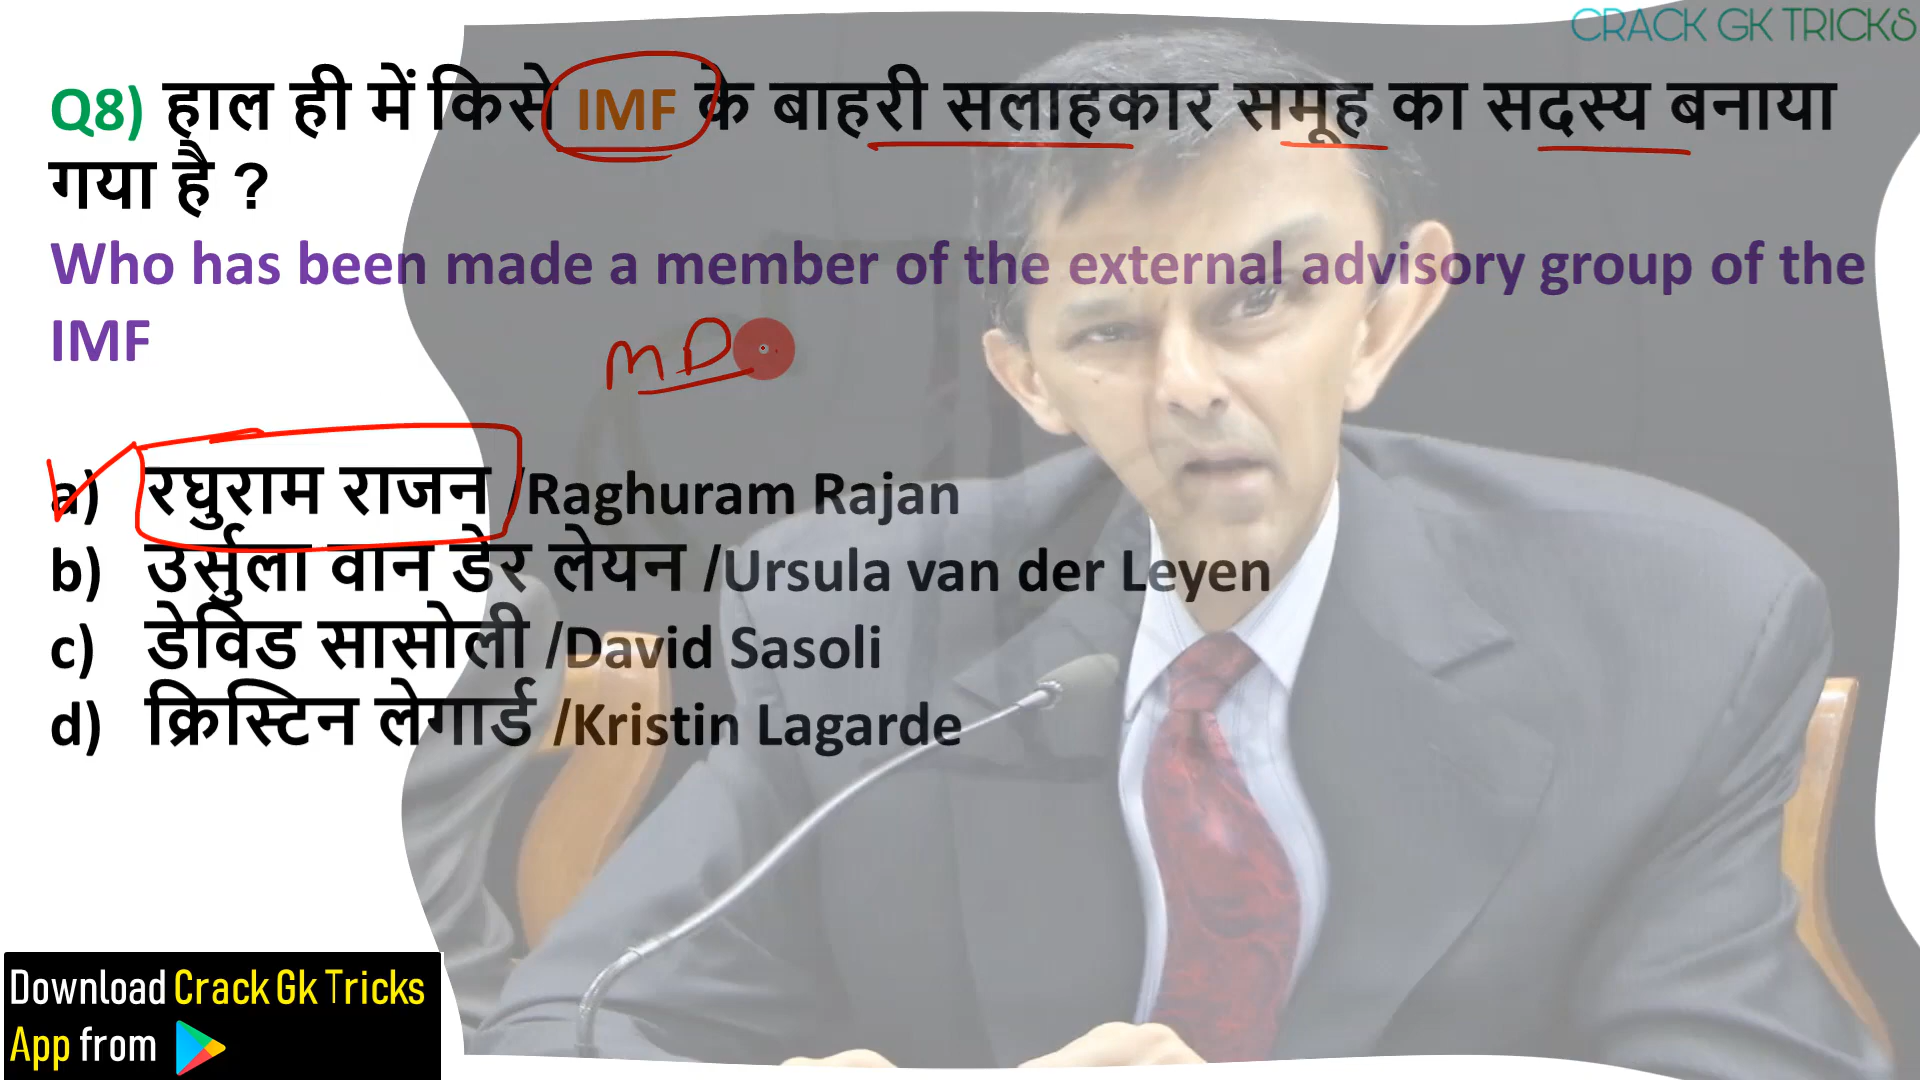 CRACK GK TRICKS
Q8) हाल ही में किसे IMF के बाहरी सलाहकार समूह का सदस्य बनाया
गया है ?
Who has been made a member of the external advisory group of the
IMF
MD
a) रघुराम राजन /Raghuram Rajan
b) उर्सुला वान डेर लेयन /Ursula van der Leyen
c) डेविड सासोली /David Sasoli
d) क्रिस्टिन लेगार्ड /Kristin Lagarde
Download Crack Gk Tricks
App from